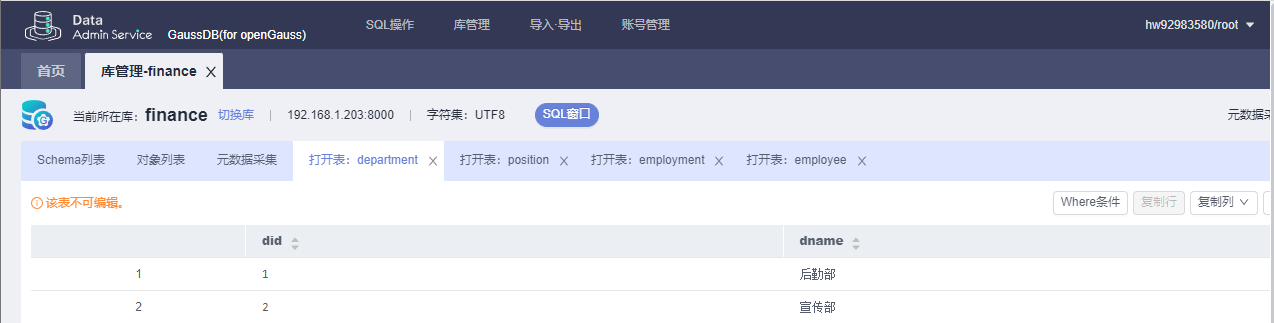 Data
Admin Service GaussDB(for openGauss) SQL操作 库管理 导入·导出 账号管理 hw92983580/root
首页 库管理-finance
当前所在库：finance 切换库 | 192.168.1.203:8000 | 字符集：UTF8 SQL窗口 元数据采
Schema列表 对象列表 元数据采集 打开表：department 打开表：position 打开表：employment 打开表：employee
该表不可编辑。 Where条件 复制行 复制列
did dname
1 1 后勤部
2 2 宣传部